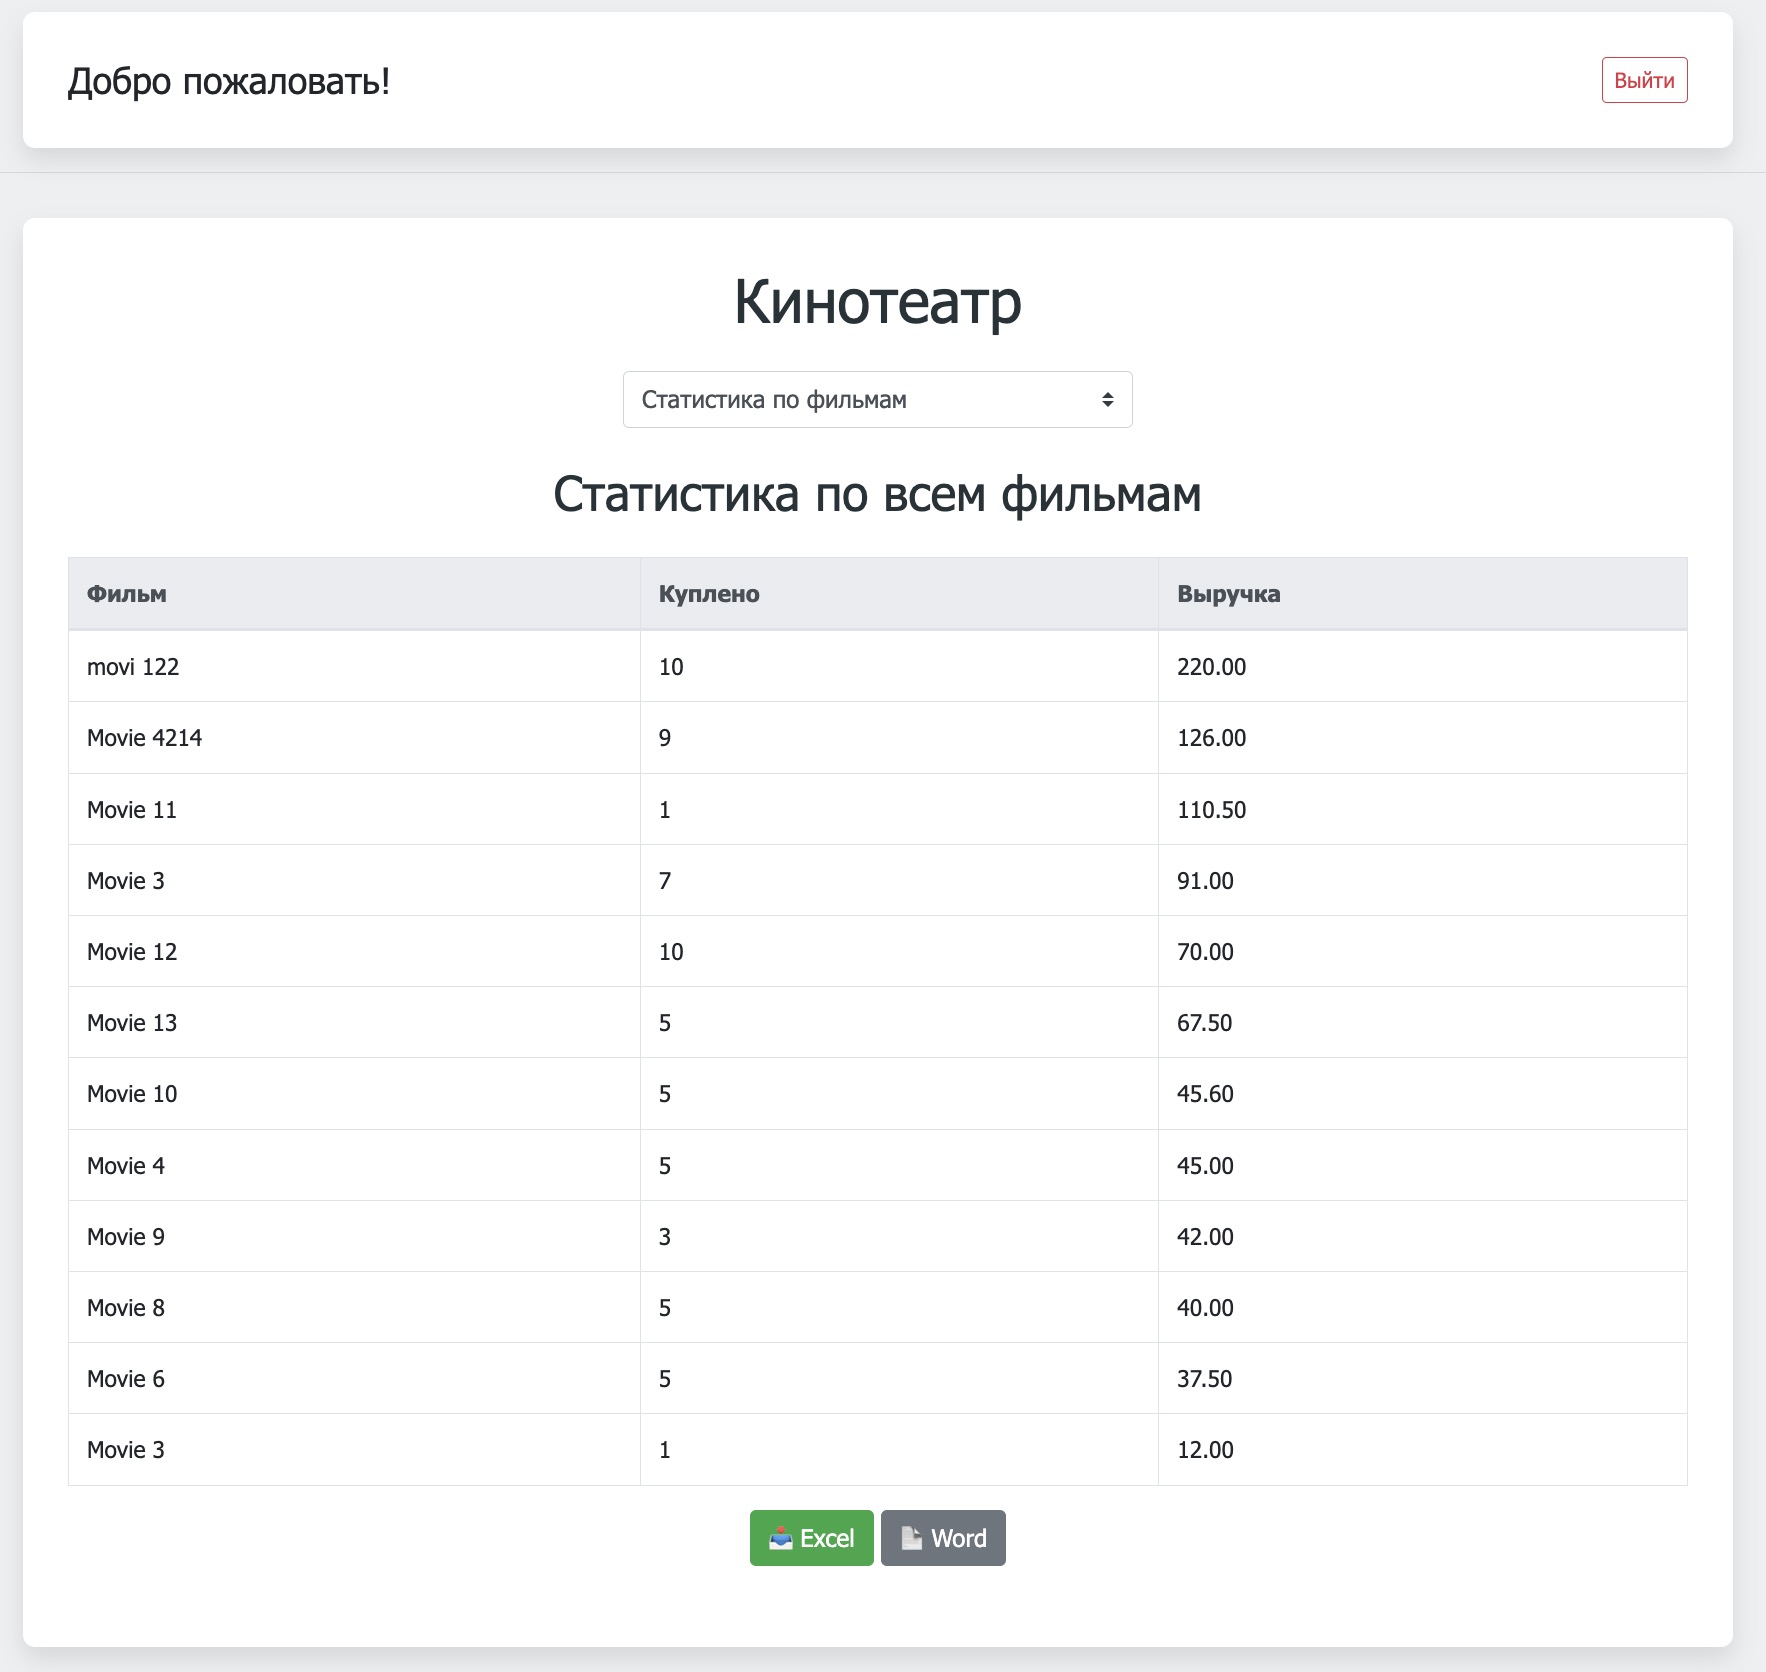 Добро пожаловать!
Выйти
Кинотеатр
Статистика по фильмам
Статистика по всем фильмам
Фильм Куплено Выручка
movi 122 10 220.00
Movie 4214 9 126.00
Movie 11 1 110.50
Movie 3 7 91.00
Movie 12 10 70.00
Movie 13 5 67.50
Movie 10 5 45.60
Movie 4 5 45.00
Movie 9 3 42.00
Movie 8 5 40.00
Movie 6 5 37.50
Movie 3 1 12.00
Excel Word